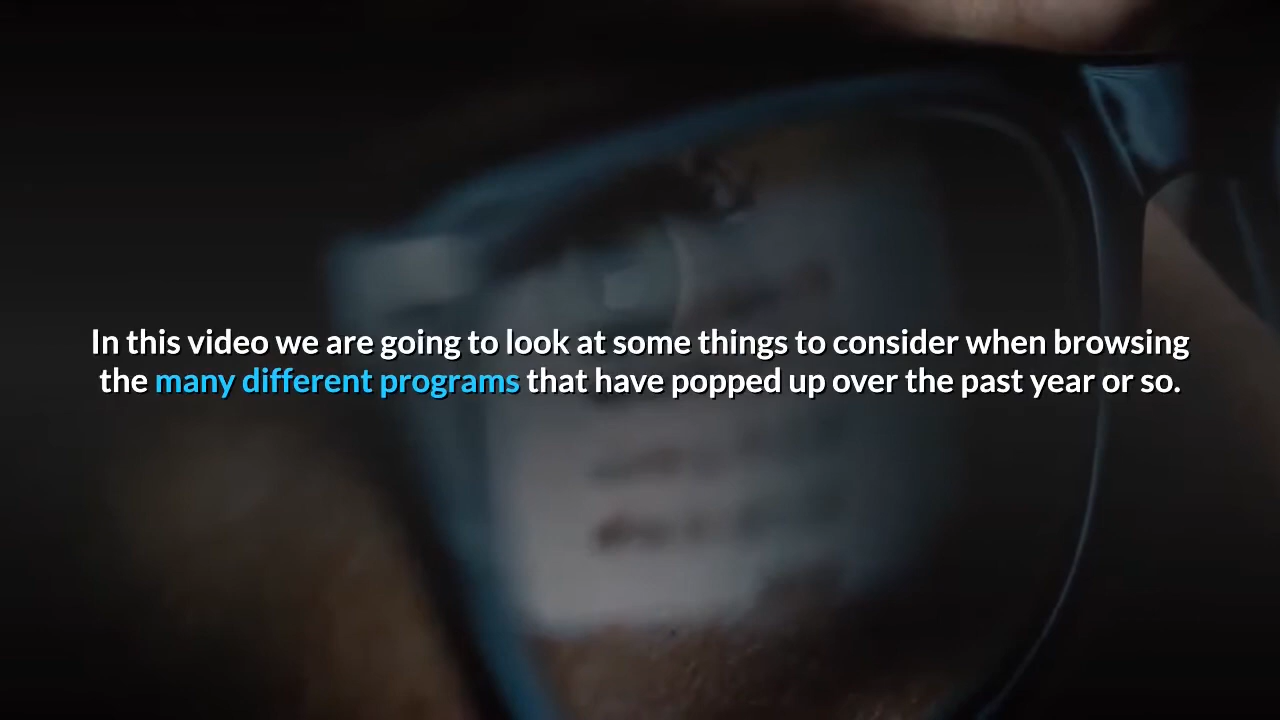 In this video we are going to look at some things to consider when browsing
the many different programs that have popped up over the past year or so.